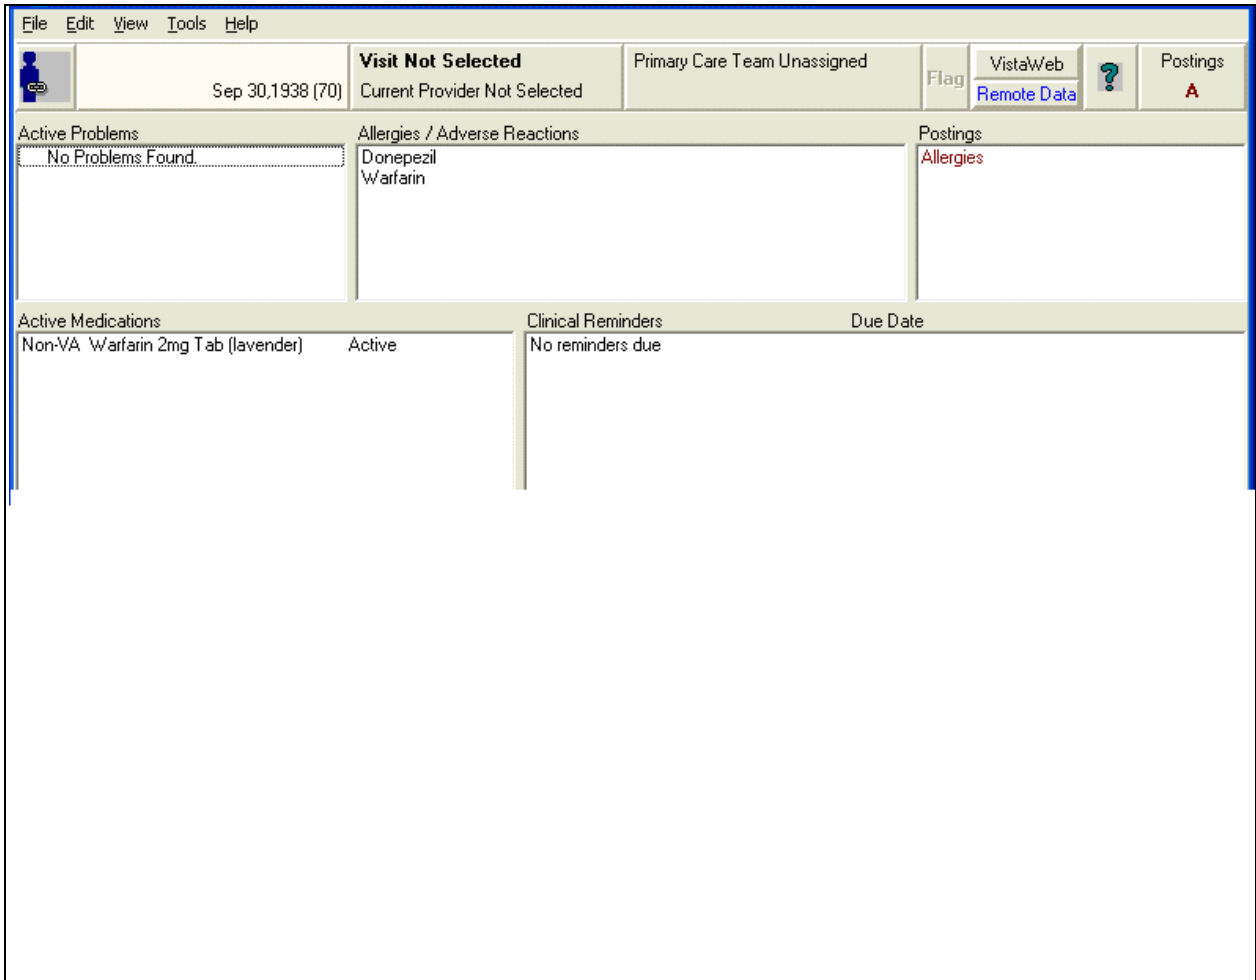 File Edit View Tools Help
Visit Not Selected
Primary Care Team Unassigned
Flag
VistaWeb
?
Postings
Sep 30,1938 (70)
Current Provider Not Selected
Remote Data
A
Active Problems
No Problems Found.
Allergies / Adverse Reactions
Donepezil
Warfarin
Postings
Allergies
Active Medications
Non-VA Warfarin 2mg Tab (lavender) Active
Clinical Reminders Due Date
No reminders due